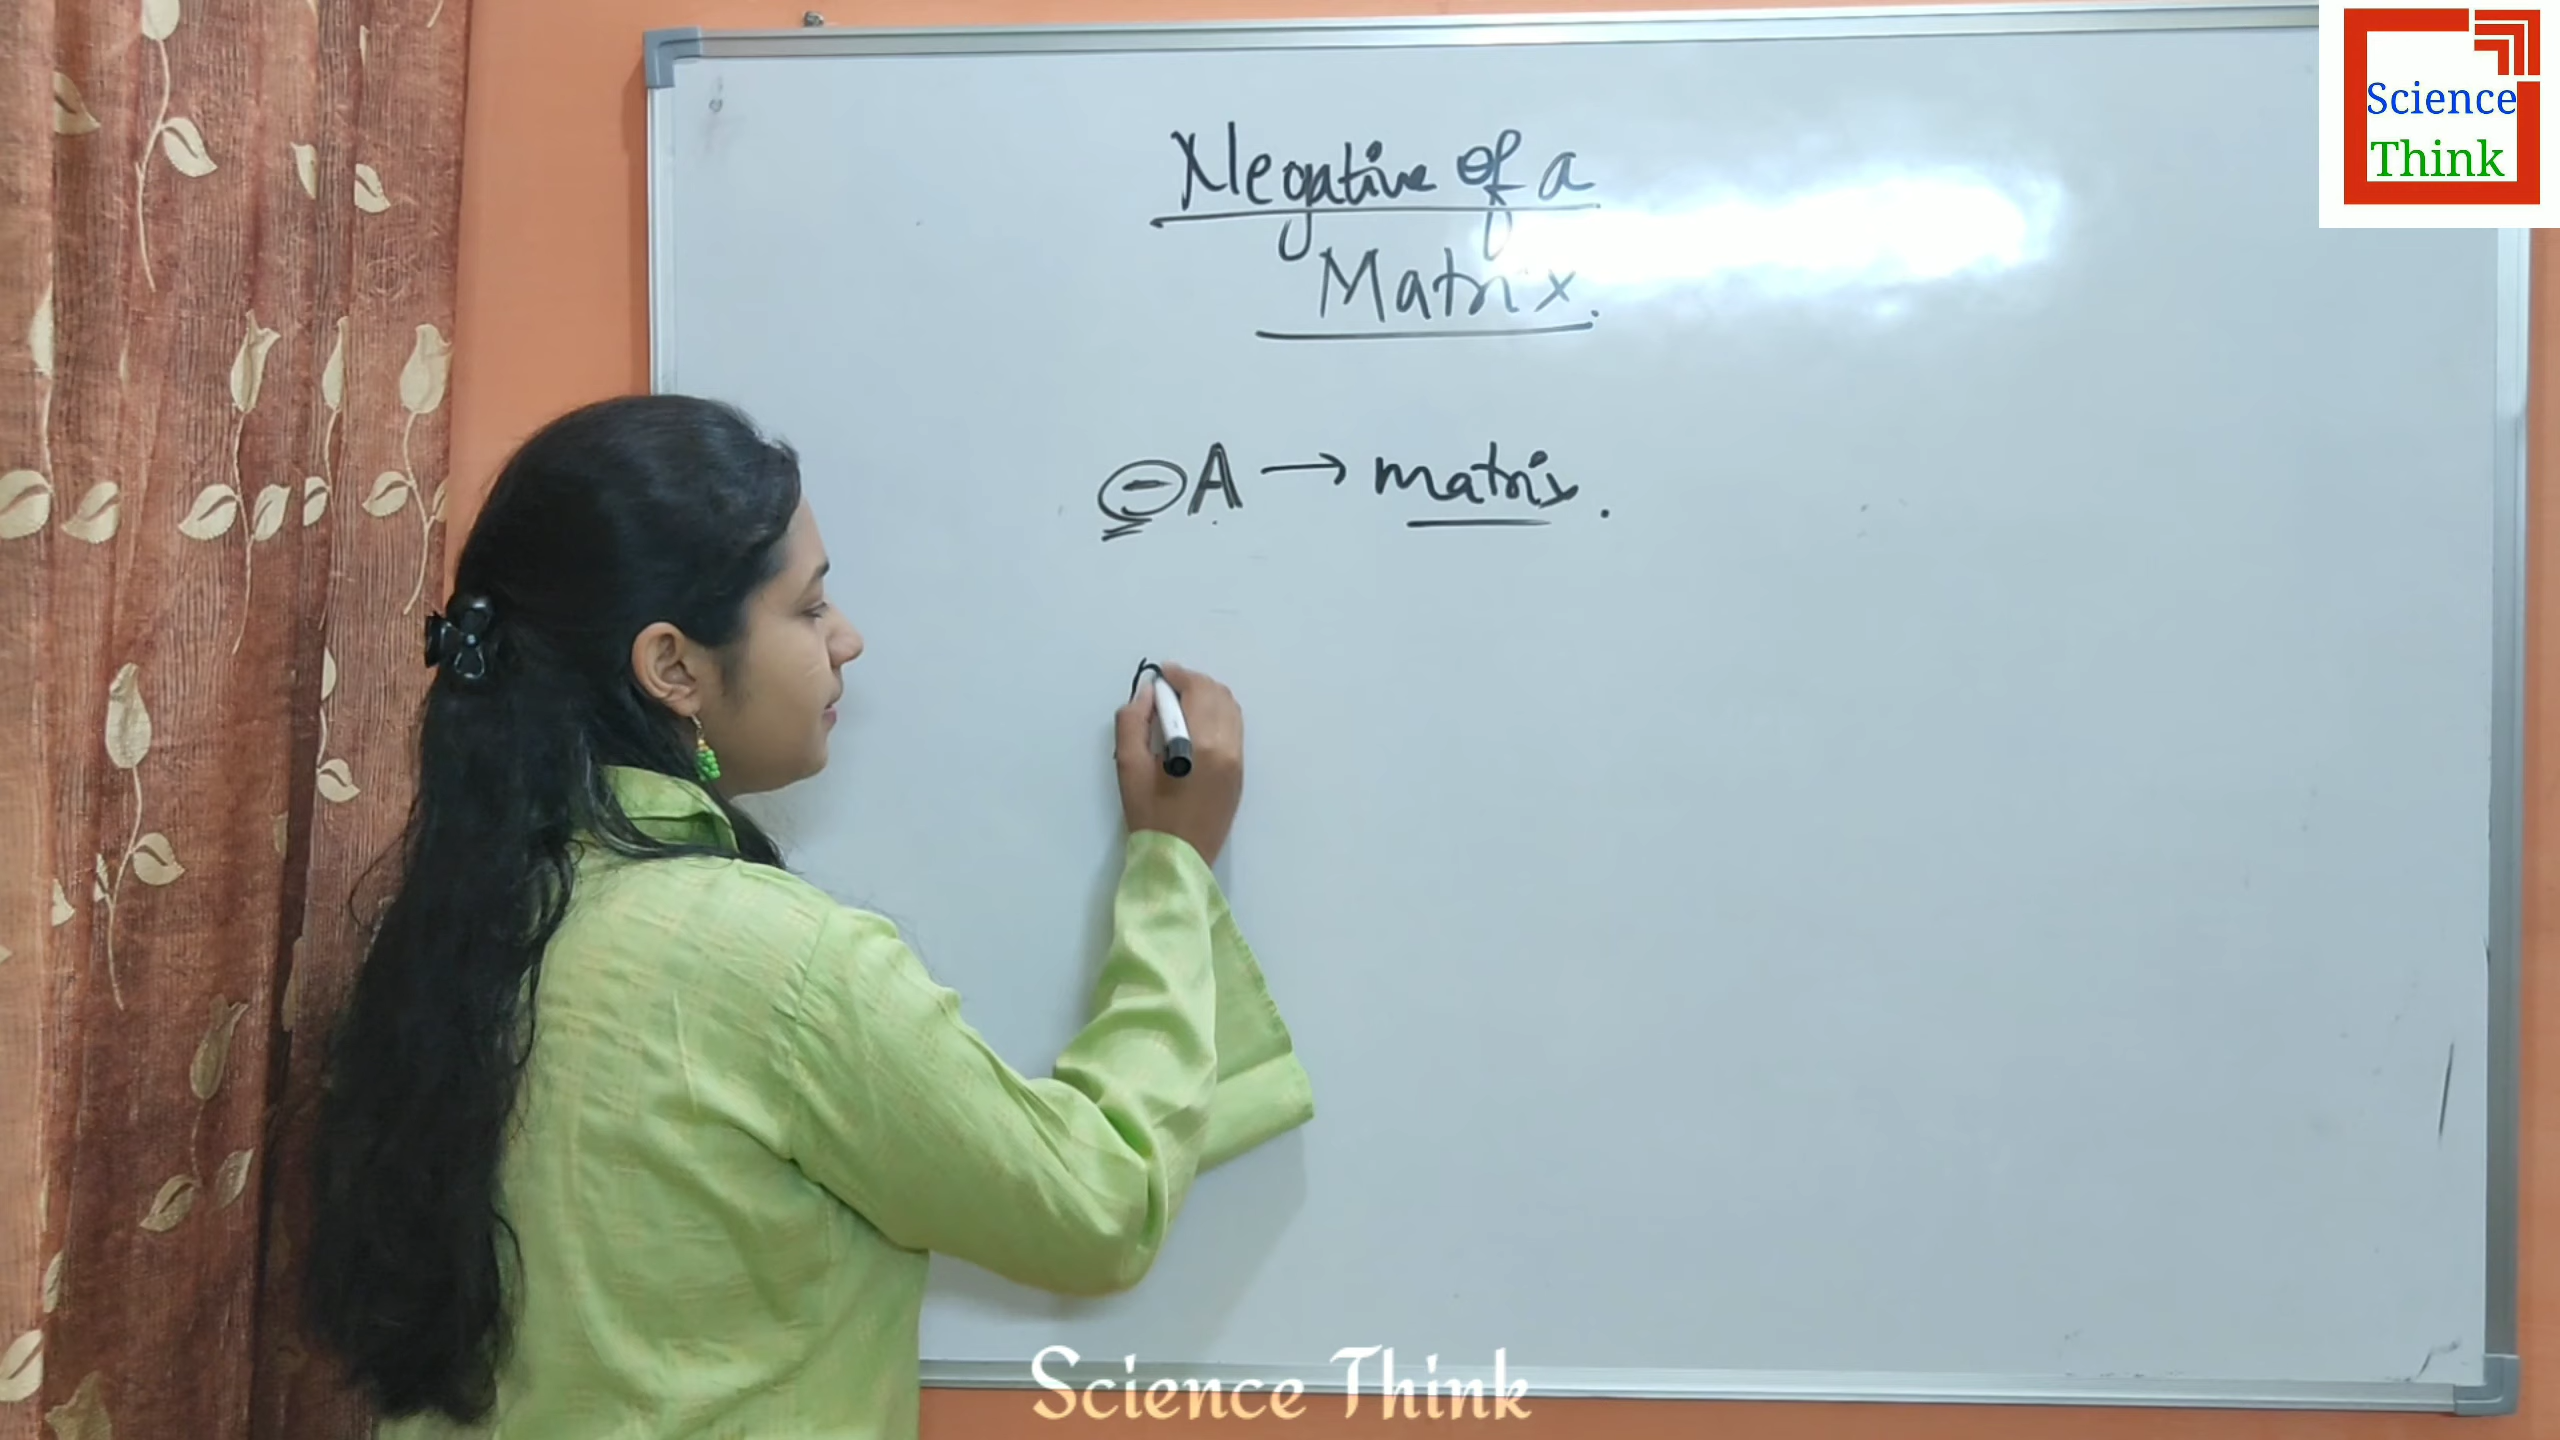 Science
Think
Negative of a
Matrix.
-A → matrix.
Science Think